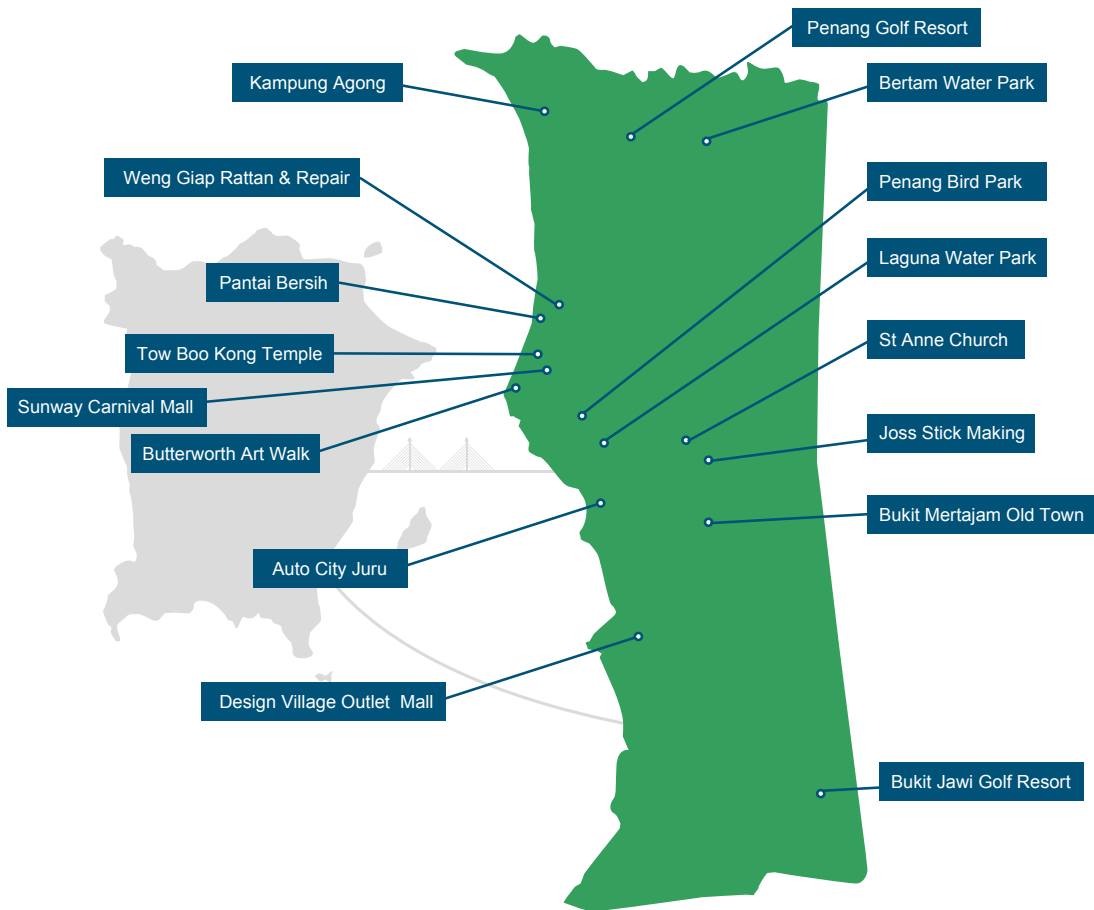 Penang Golf Resort
Kampung Agong
Bertam Water Park
Weng Giap Rattan & Repair
Penang Bird Park
Laguna Water Park
Pantai Bersih
St Anne Church
Tow Boo Kong Temple
Sunway Carnival Mall
Joss Stick Making
Butterworth Art Walk
Bukit Mertajam Old Town
Auto City Juru
Design Village Outlet Mall
Bukit Jawi Golf Resort